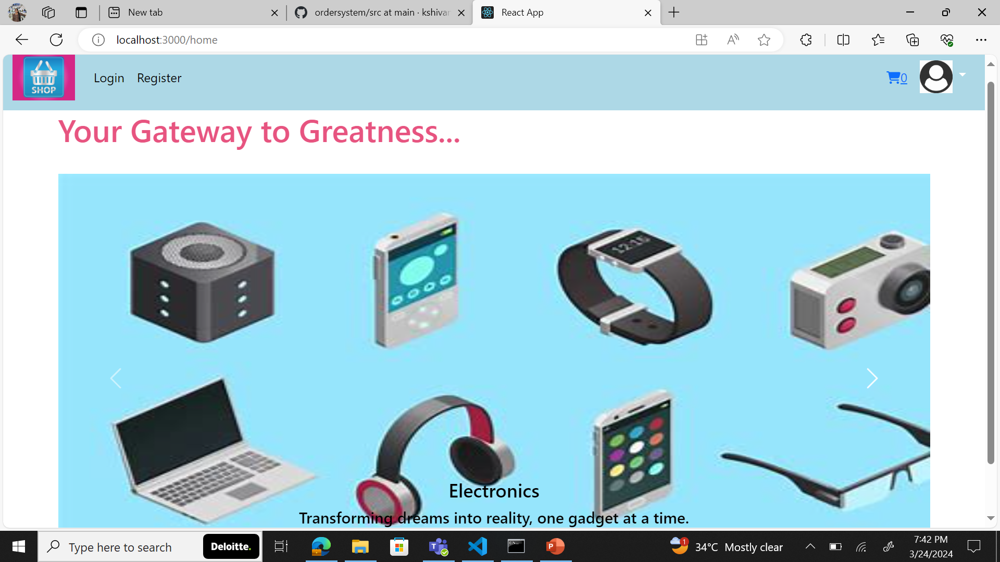 New tab
ordersystem/src at main · kshivan
React App
localhost:3000/home
SHOP
Login
Register
0
Your Gateway to Greatness...
12:16
Electronics
Transforming dreams into reality, one gadget at a time.
Type here to search
Deloitte.
1
34°C Mostly clear
7:42 PM
3/24/2024